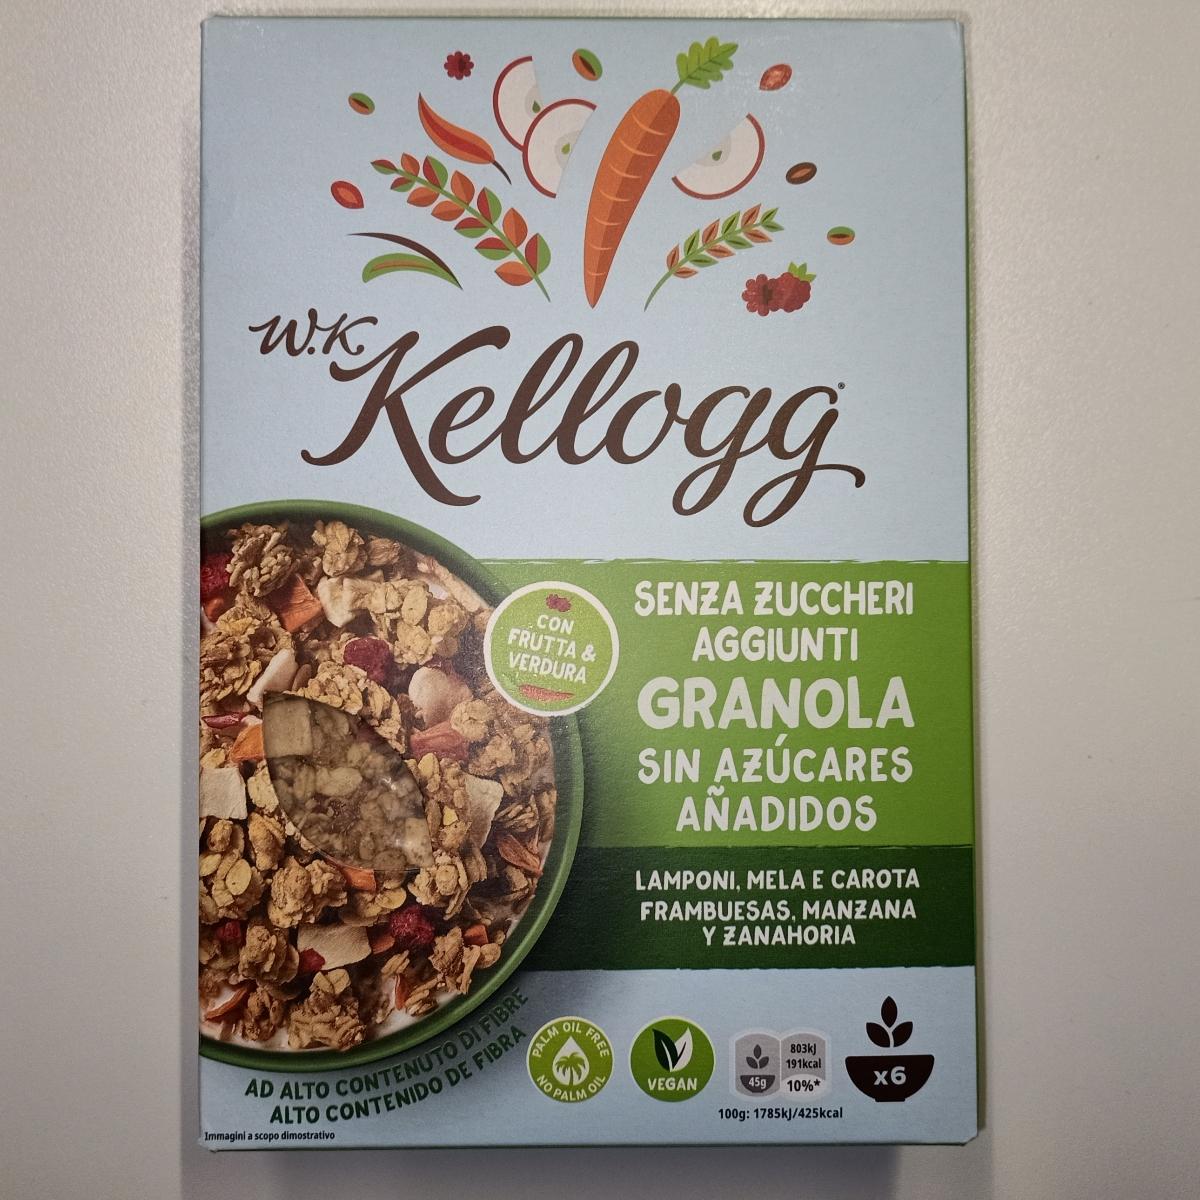 W.K
Kellogg®
CON
FRUTTA &
VERDURA
SENZA ZUCCHERI
AGGIUNTI
GRANOLA
SIN AZÚCARES
AÑADIDOS
LAMPONI, MELA E CAROTA
FRAMBUESAS, MANZANA
Y ZANAHORIA
AD ALTO CONTENUTO DI FIBRE
ALTO CONTENIDO DE FIBRA
PALM OIL FREE
NO PALM OIL
VEGAN
45g
803kJ
191kcal
10%*
x6
100g: 1785kJ/425kcal
Immagini a scopo dimostrativo